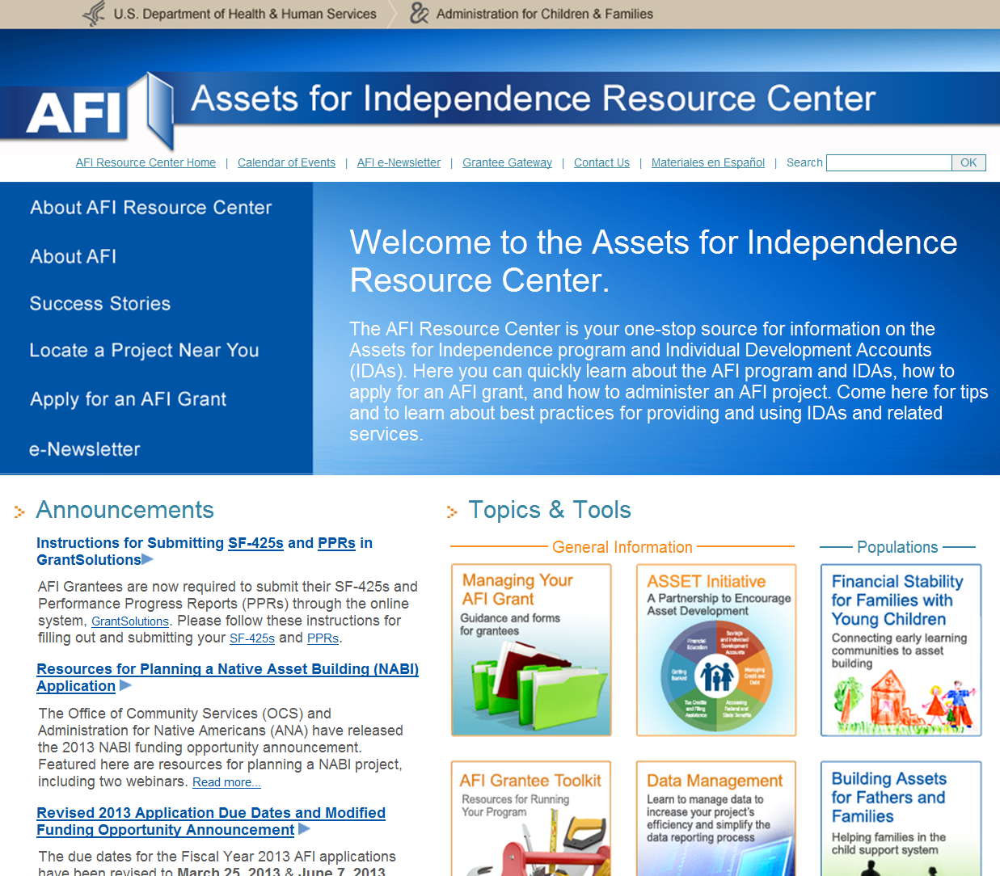 U.S. Department of Health & Human Services
Administration for Children & Families
AFI
Assets for Independence Resource Center
AFI Resource Center Home | Calendar of Events | AFI e-Newsletter | Grantee Gateway | Contact Us | Materiales en Español | Search OK
About AFI Resource Center
About AFI
Success Stories
Locate a Project Near You
Apply for an AFI Grant
e-Newsletter
Welcome to the Assets for Independence
Resource Center.
The AFI Resource Center is your one-stop source for information on the
Assets for Independence program and Individual Development Accounts
(IDAs). Here you can quickly learn about the AFI program and IDAs, how to
apply for an AFI grant, and how to administer an AFI project. Come here for tips
and to learn about best practices for providing and using IDAs and related
services.
Announcements
Instructions for Submitting SF-425s and PPRs in
GrantSolutions
AFI Grantees are now required to submit their SF-425s and
Performance Progress Reports (PPRs) through the online
system, GrantSolutions. Please follow these instructions for
filling out and submitting your SF-425s and PPRs.
Resources for Planning a Native Asset Building (NABI)
Application
The Office of Community Services (OCS) and
Administration for Native Americans (ANA) have released
the 2013 NABI funding opportunity announcement.
Featured here are resources for planning a NABI project,
including two webinars. Read more...
Revised 2013 Application Due Dates and Modified
Funding Opportunity Announcement
The due dates for the Fiscal Year 2013 AFI applications
have been revised to March 25, 2013 & June 7, 2013
Topics & Tools
General Information
Managing Your
AFI Grant
Guidance and forms
for grantees
ASSET Initiative
A Partnership to Encourage
Asset Development
Financial
Education
Savings
and Individual
Development
Accounts
Getting
Banked
Managing
Credit and
Debt
Tax Credits
and Filing
Assistance
Accessing
Federal and
State Benefits
AFI Grantee Toolkit
Resources for Running
Your Program
Data Management
Learn to manage data to
increase your project's
efficiency and simplify the
data reporting process
Populations
Financial Stability
for Families with
Young Children
Connecting early learning
communities to asset
building
Building Assets
for Fathers and
Families
Helping families in the
child support system